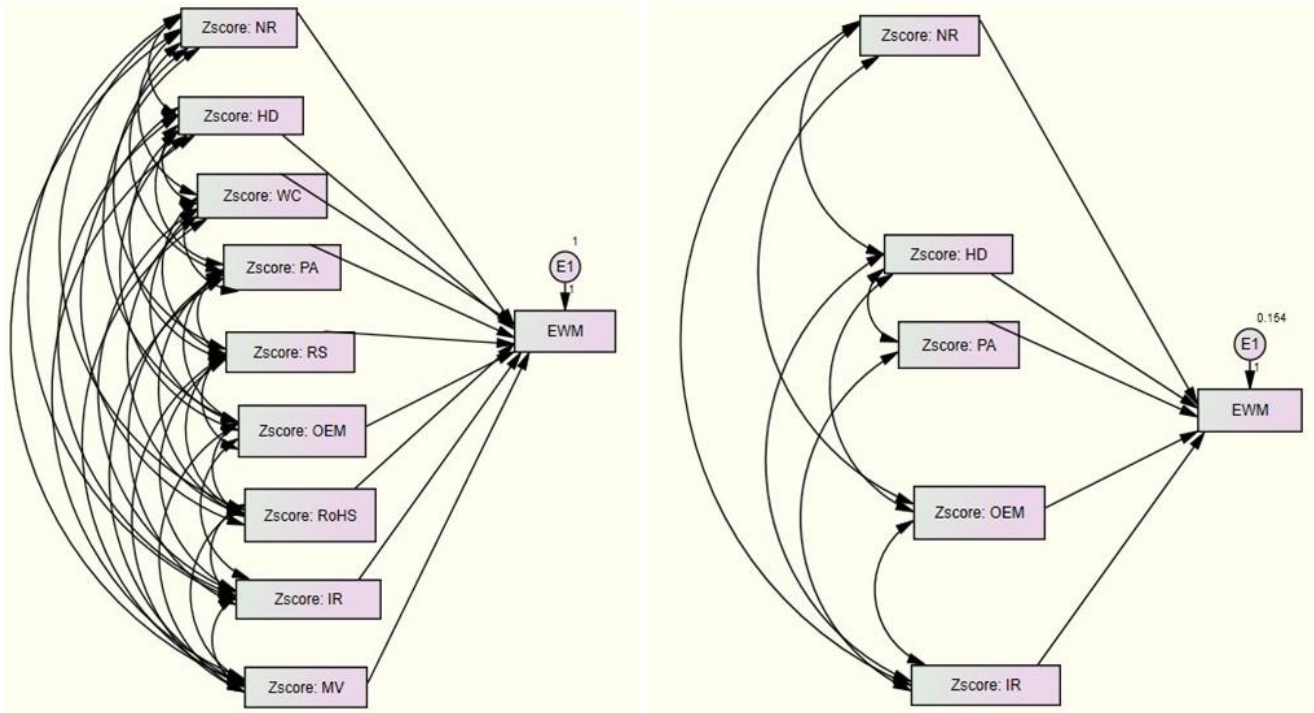 Zscore: NR
Zscore: HD
Zscore: WC
Zscore: PA
Zscore: RS
Zscore: OEM
Zscore: RoHS
Zscore: IR
Zscore: MV
1
E1
1
EWM
Zscore: NR
Zscore: HD
Zscore: PA
Zscore: OEM
Zscore: IR
0.154
E1
1
EWM